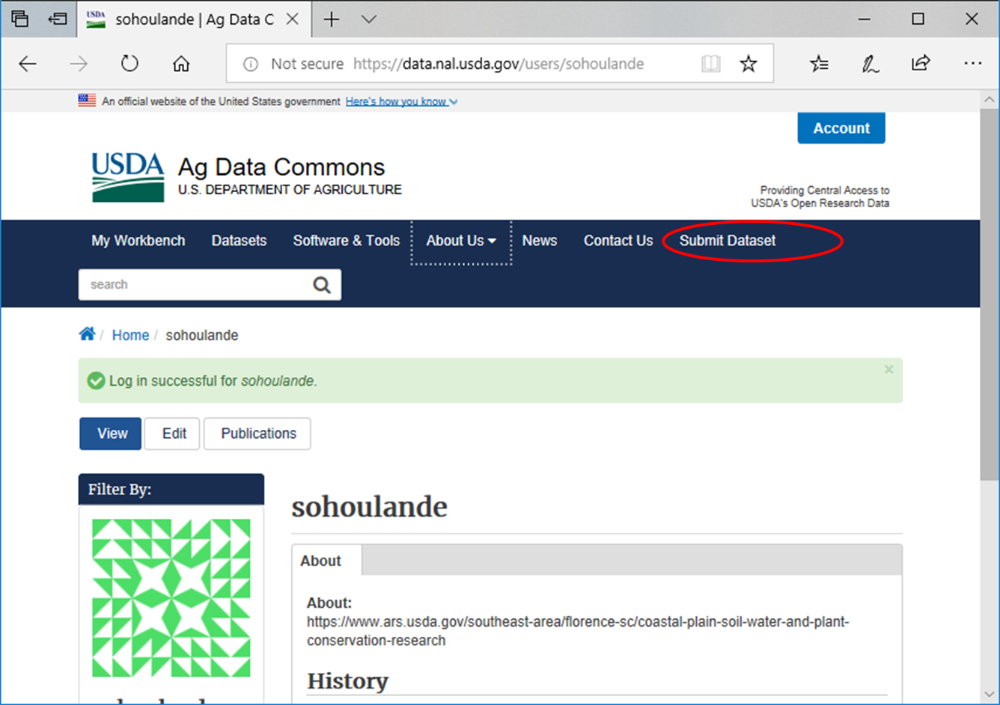 USDA
sohoulande | Ag Data C
Not secure https://data.nal.usda.gov/users/sohoulande
An official website of the United States government Here's how you know
Account
USDA
Ag Data Commons
U.S. DEPARTMENT OF AGRICULTURE
Providing Central Access to
USDA's Open Research Data
My Workbench Datasets Software & Tools About Us News Contact Us Submit Dataset
search
/ Home / sohoulande
Log in successful for sohoulande.
View Edit Publications
Filter By:
sohoulande
About
About:
https://www.ars.usda.gov/southeast-area/florence-sc/coastal-plain-soil-water-and-plant-
conservation-research
History